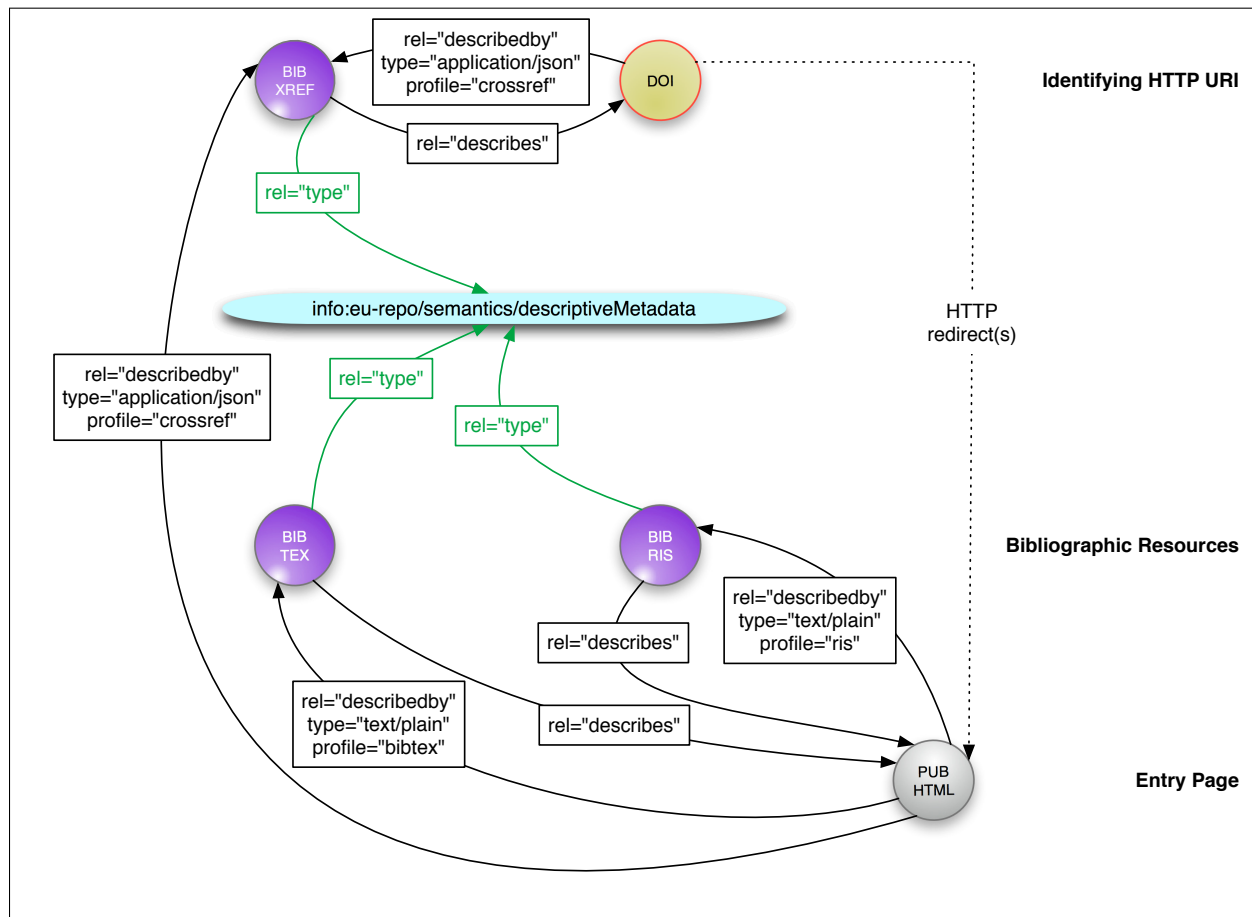 rel="describedby"
type="application/json"
profile="crossref"
BIB
XREF
DOI
Identifying HTTP URI
rel="describes"
rel="type"
info:eu-repo/semantics/descriptiveMetadata
HTTP
redirect(s)
rel="describedby"
type="application/json"
profile="crossref"
rel="type"
rel="type"
BIB
TEX
BIB
RIS
Bibliographic Resources
rel="describedby"
type="text/plain"
profile="ris"
rel="describes"
rel="describedby"
type="text/plain"
profile="bibtex"
rel="describes"
PUB
HTML
Entry Page